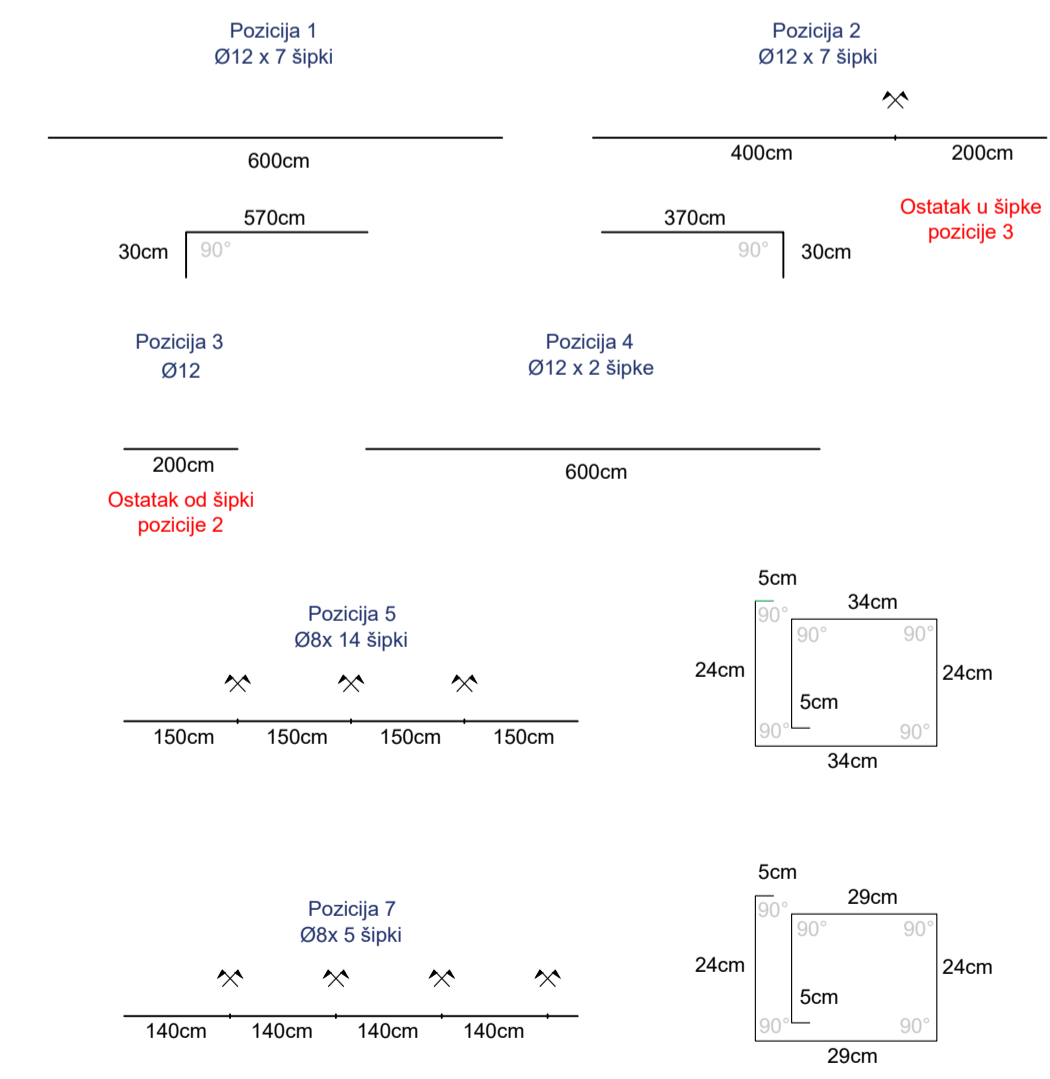 Pozicija 1
Ø12 x 7 šipki
600cm
570cm
30cm
90°
Pozicija 2
Ø12 x 7 šipki
400cm
200cm
Ostatak u šipke
pozicije 3
370cm
90°
30cm
Pozicija 3
Ø12
200cm
Ostatak od šipki
pozicije 2
Pozicija 4
Ø12 x 2 šipke
600cm
Pozicija 5
Ø8x 14 šipki
150cm
150cm
150cm
150cm
5cm
34cm
90°
90°
90°
24cm
24cm
5cm
90°
90°
34cm
Pozicija 7
Ø8x 5 šipki
140cm
140cm
140cm
140cm
5cm
29cm
90°
90°
90°
24cm
24cm
5cm
90°
90°
29cm